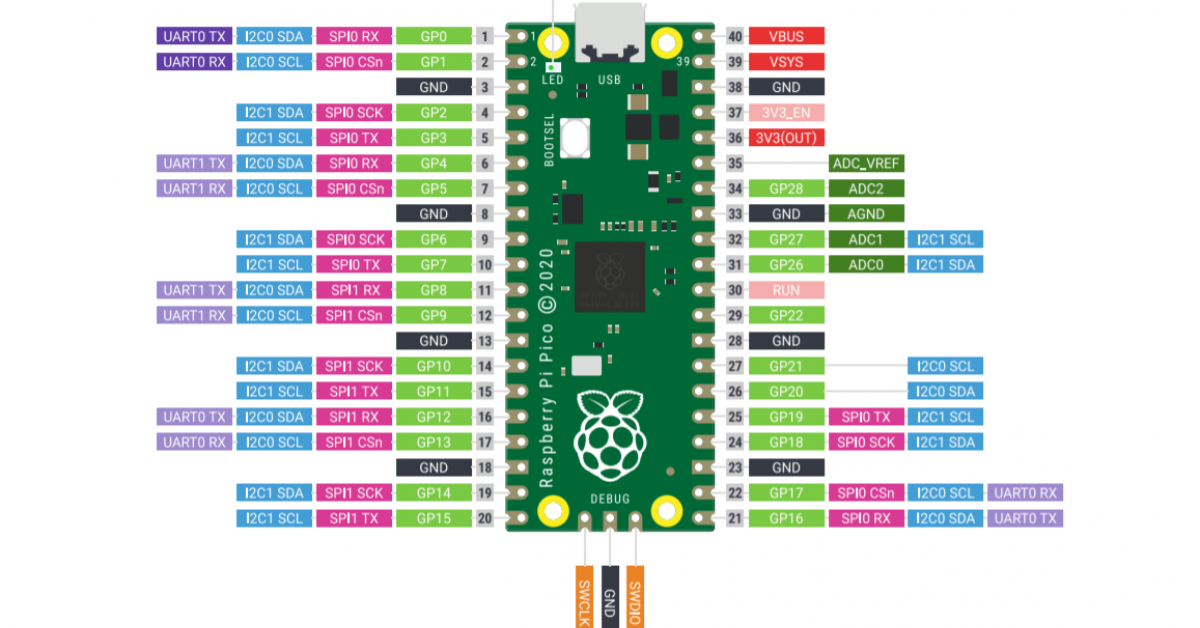 UART0 TX I2C0 SDA SPI0 RX GP0 1 1 40 VBUS
UART0 RX I2C0 SCL SPI0 CSn GP1 2 2 39 39 VSYS
LED USB
GND 3 38 GND
I2C1 SDA SPI0 SCK GP2 4 37 3V3_EN
I2C1 SCL SPI0 TX GP3 5 BOOTSEL 36 3V3(OUT)
UART1 TX I2C0 SDA SPI0 RX GP4 6 35 ADC_VREF
UART1 RX I2C0 SCL SPI0 CSn GP5 7 34 GP28 ADC2
GND 8 33 GND AGND
I2C1 SDA SPI0 SCK GP6 9 32 GP27 ADC1 I2C1 SCL
I2C1 SCL SPI0 TX GP7 10 31 GP26 ADC0 I2C1 SDA
UART1 TX I2C0 SDA SPI1 RX GP8 11 30 RUN
UART1 RX I2C0 SCL SPI1 CSn GP9 12 29 GP22
GND 13 28 GND
I2C1 SDA SPI1 SCK GP10 14 27 GP21 I2C0 SCL
I2C1 SCL SPI1 TX GP11 15 26 GP20 I2C0 SDA
UART0 TX I2C0 SDA SPI1 RX GP12 16 25 GP19 SPI0 TX I2C1 SCL
UART0 RX I2C0 SCL SPI1 CSn GP13 17 24 GP18 SPI0 SCK I2C1 SDA
GND 18 23 GND
I2C1 SDA SPI1 SCK GP14 19 22 GP17 SPI0 CSn I2C0 SCL UART0 RX
I2C1 SCL SPI1 TX GP15 20 21 GP16 SPI0 RX I2C0 SDA UART0 TX
Raspberry Pi Pico © 2020
DEBUG
SWCLK GND SWDIO